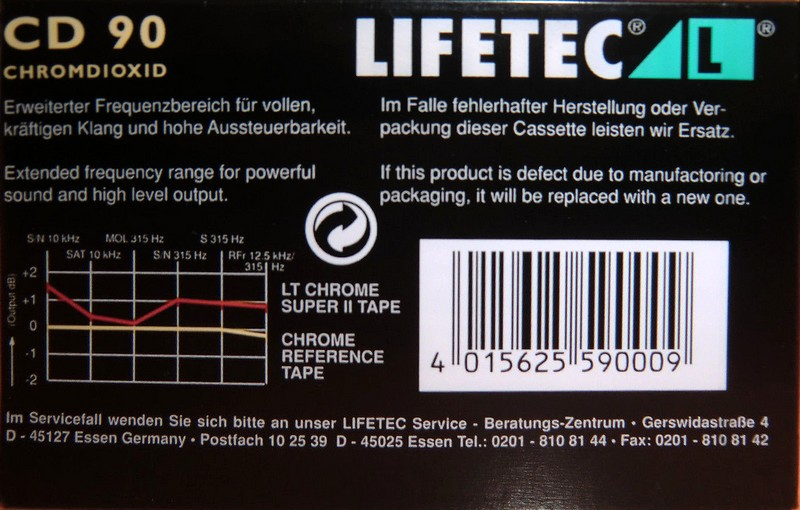 CD 90
CHROMDIOXID
LIFETEC® L®
Erweiterter Frequenzbereich für vollen,
kräftigen Klang und hohe Aussteuerbarkeit.
Im Falle fehlerhafter Herstellung oder Ver-
packung dieser Cassette leisten wir Ersatz.
Extended frequency range for powerful
sound and high level output.
If this product is defect due to manufactoring or
packaging, it will be replaced with a new one.
S/N 10 kHz MOL 315 Hz S 315 Hz
SAT 10 kHz S/N 315 Hz RFr 12.5 kHz/
315 Hz
(Output dB)
+2
+1
0
-1
-2
LT CHROME
SUPER II TAPE
CHROME
REFERENCE
TAPE
4 015625 590009
Im Servicefall wenden Sie sich bitte an unser LIFETEC Service - Beratungs-Zentrum • Gerswidastraße 4
D - 45127 Essen Germany • Postfach 10 25 39 D - 45025 Essen Tel.: 0201 - 810 81 44 • Fax: 0201 - 810 81 42